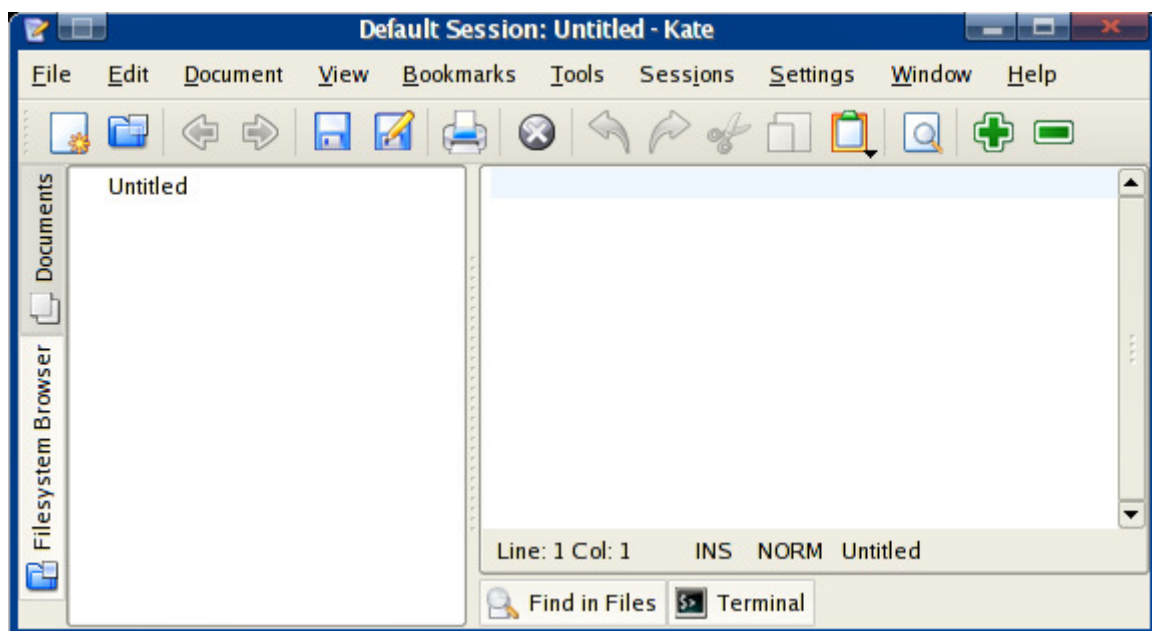 Default Session: Untitled - Kate
File Edit Document View Bookmarks Tools Sessions Settings Window Help
Documents
Filesystem Browser
Untitled
Line: 1 Col: 1 INS NORM Untitled
Find in Files Terminal